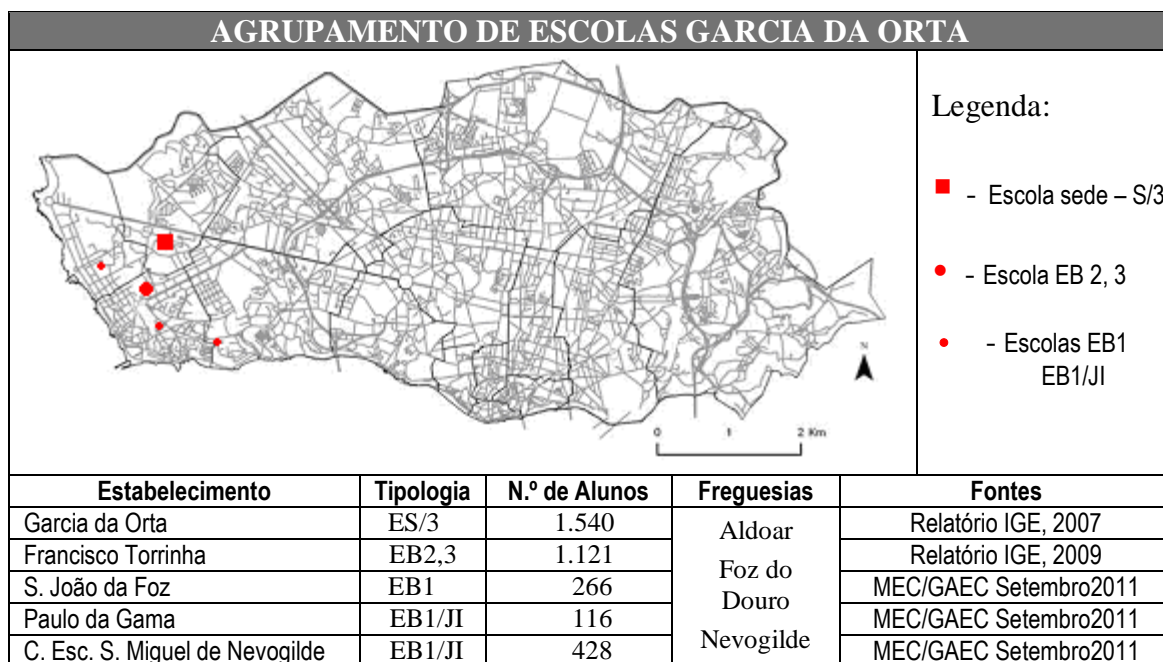 AGRUPAMENTO DE ESCOLAS GARCIA DA ORTA
Legenda:
- Escola sede – S/3
- Escola EB 2, 3
- Escolas EB1
EB1/JI
N
0 1 2 Km
Estabelecimento Tipologia N.º de Alunos Freguesias Fontes
Garcia da Orta ES/3 1.540 Aldoar Relatório IGE, 2007
Francisco Torrinha EB2,3 1.121 Foz do Relatório IGE, 2009
S. João da Foz EB1 266 Douro MEC/GAEC Setembro2011
Paulo da Gama EB1/JI 116 Nevogilde MEC/GAEC Setembro2011
C. Esc. S. Miguel de Nevogilde EB1/JI 428 MEC/GAEC Setembro2011